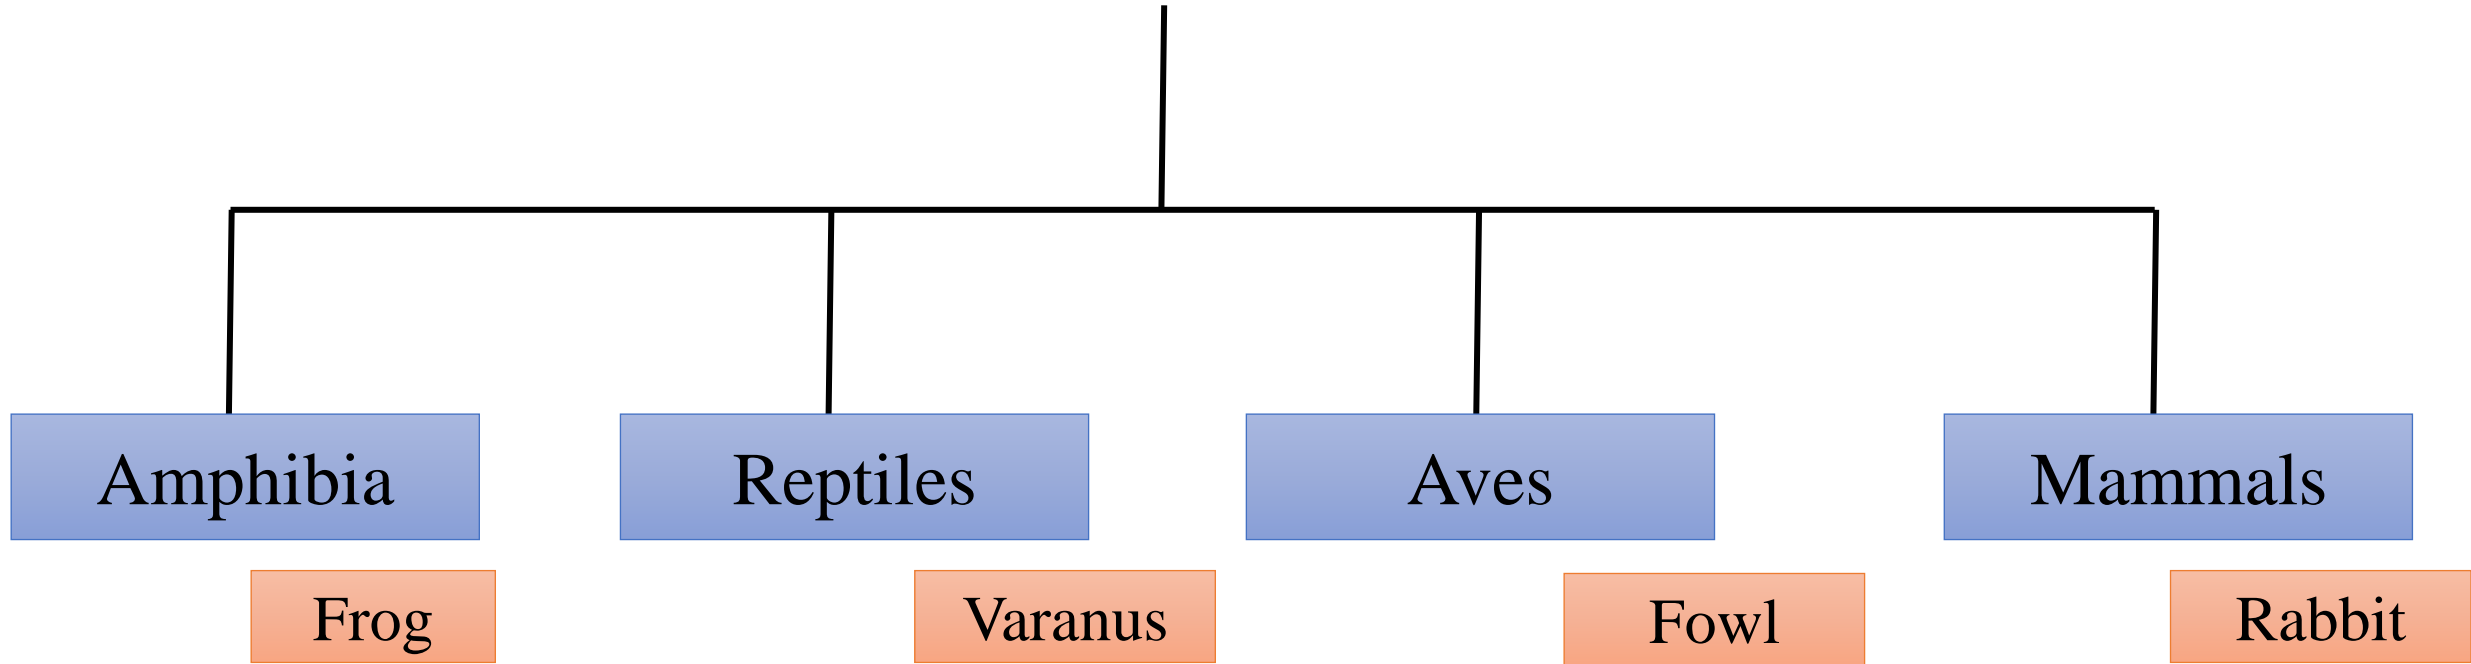 Amphibia
Reptiles
Aves
Mammals
Frog
Varanus
Fowl
Rabbit